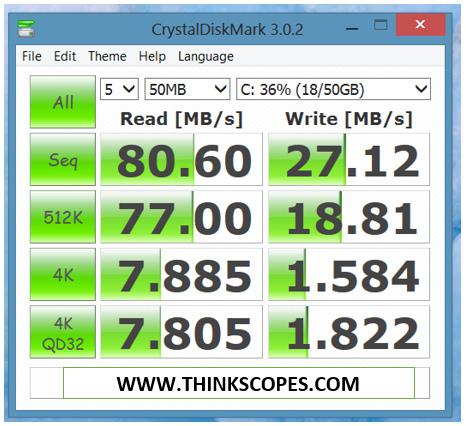 CrystalDiskMark 3.0.2
File Edit Theme Help Language
All 5 50MB C: 36% (18/50GB)
Read [MB/s] Write [MB/s]
Seq 80.60 27.12
512K 77.00 18.81
4K 7.885 1.584
4K QD32 7.805 1.822
WWW.THINKSCOPES.COM